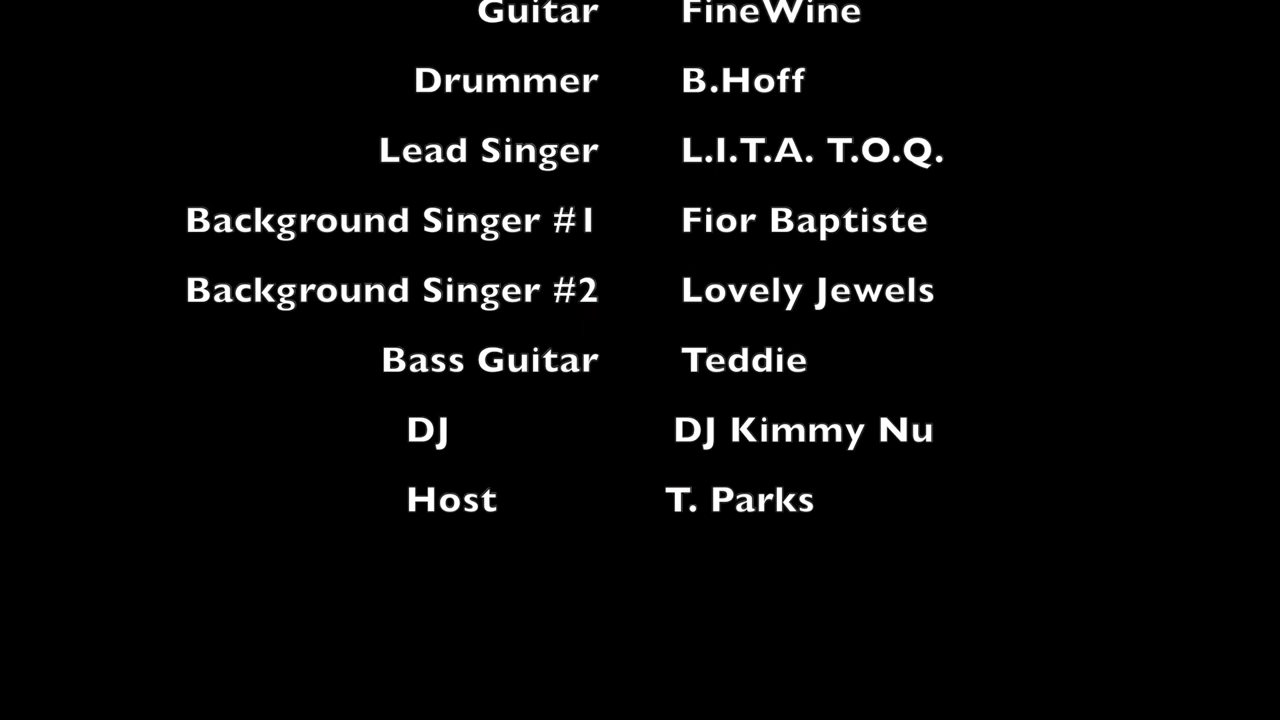 Guitar FineWine
Drummer B.Hoff
Lead Singer L.I.T.A. T.O.Q.
Background Singer #1 Fior Baptiste
Background Singer #2 Lovely Jewels
Bass Guitar Teddie
DJ DJ Kimmy Nu
Host T. Parks